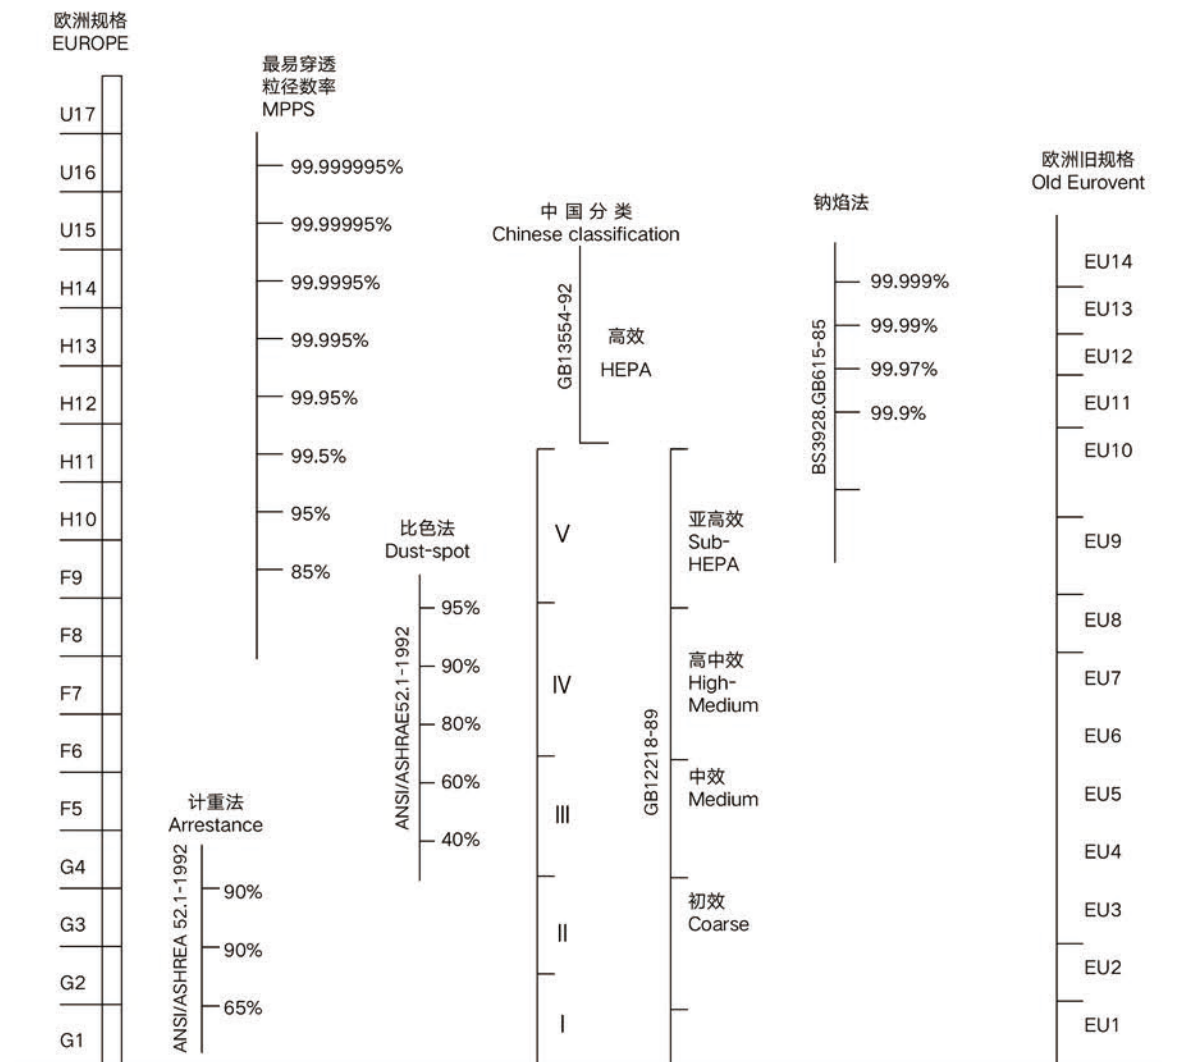 欧洲规格
EUROPE
U17
U16
U15
H14
H13
H12
H11
H10
F9
F8
F7
F6
F5
G4
G3
G2
G1
计重法
Arrestance
ANSI/ASHREA 52.1-1992
90%
90%
65%
最易穿透
粒径数率
MPPS
99.999995%
99.99995%
99.9995%
99.995%
99.95%
99.5%
95%
85%
比色法
Dust-spot
ANSI/ASHRAE52.1-1992
95%
90%
80%
60%
40%
中国分类
Chinese classification
GB13554-92
高效
HEPA
V
IV
III
II
I
GB12218-89
亚高效
Sub-
HEPA
高中效
High-
Medium
中效
Medium
初效
Coarse
钠焰法
BS3928.GB615-85
99.999%
99.99%
99.97%
99.9%
欧洲旧规格
Old Eurovent
EU14
EU13
EU12
EU11
EU10
EU9
EU8
EU7
EU6
EU5
EU4
EU3
EU2
EU1